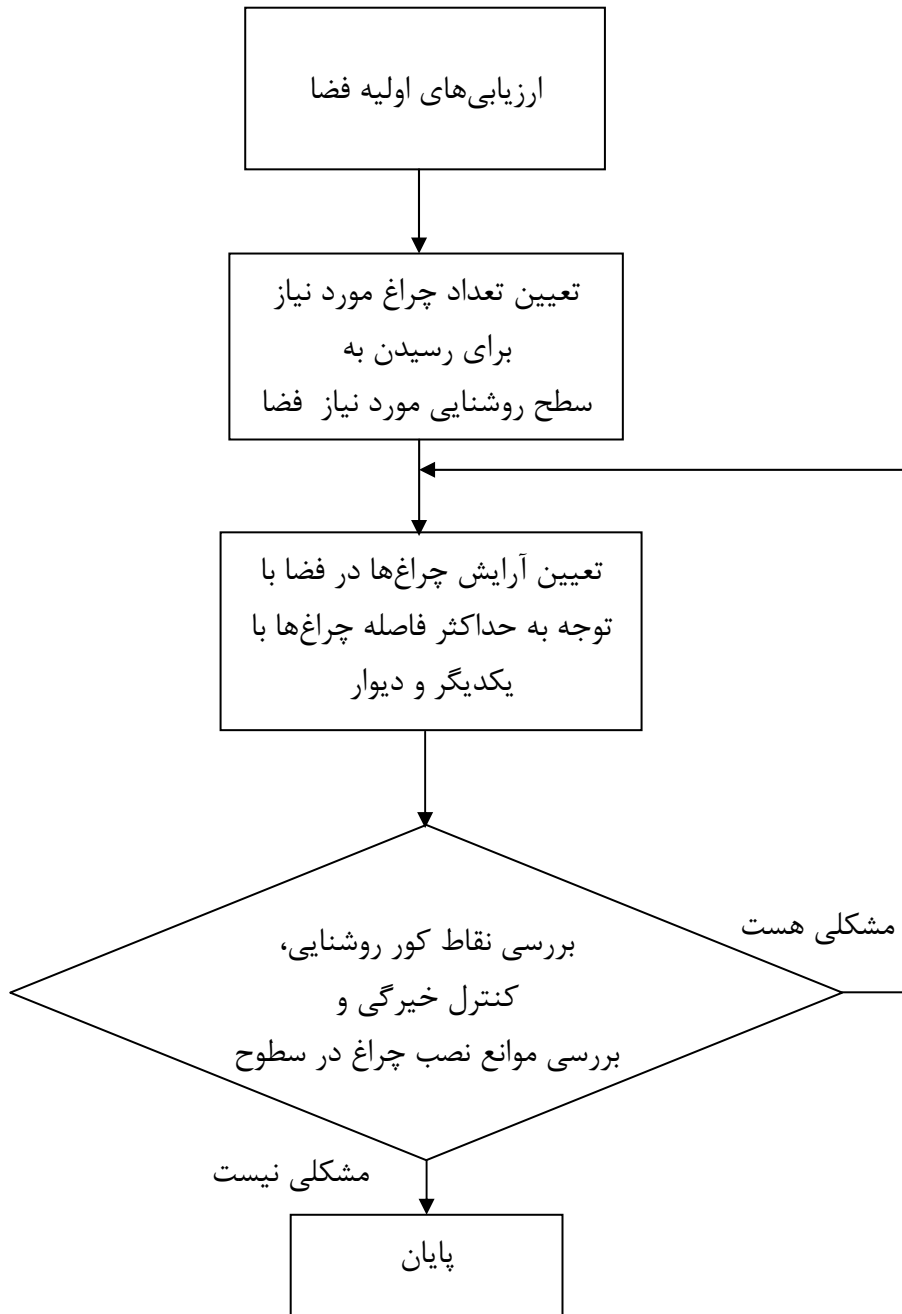 ارزیابی‌های اولیه فضا
تعیین تعداد چراغ مورد نیاز
برای رسیدن به
سطح روشنایی مورد نیاز فضا
تعیین آرایش چراغ‌ها در فضا با
توجه به حداکثر فاصله چراغ‌ها با
یکدیگر و دیوار
مشکلی هست
بررسی نقاط کور روشنایی،
کنترل خیرگی و
بررسی موانع نصب چراغ در سطوح
مشکلی نیست
پایان